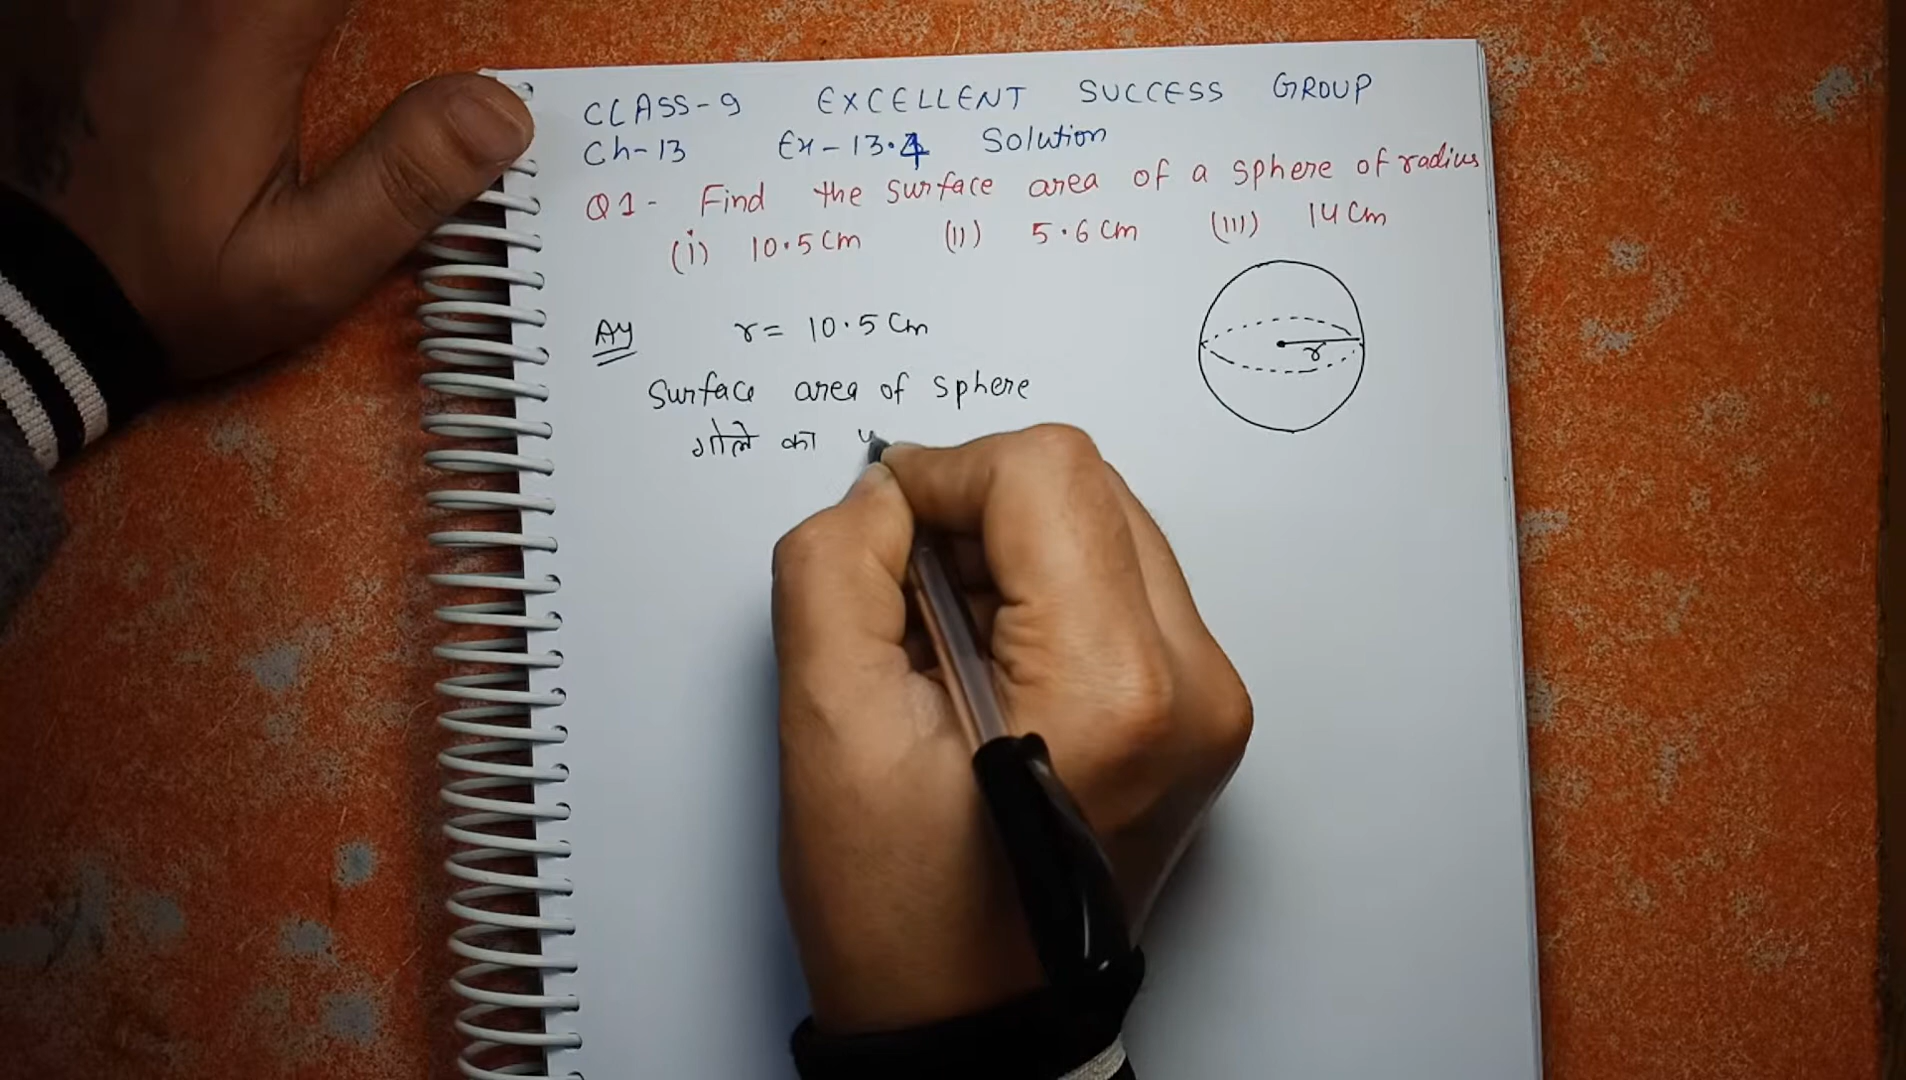 CLASS-9 EXCELLENT SUCCESS GROUP
Ch-13 Ex-13.4 Solution
Q1- Find the surface area of a sphere of radius
(i) 10.5 Cm (ii) 5.6 Cm (iii) 14 Cm
r = 10.5 Cm
r
Surface area of sphere
गोले का